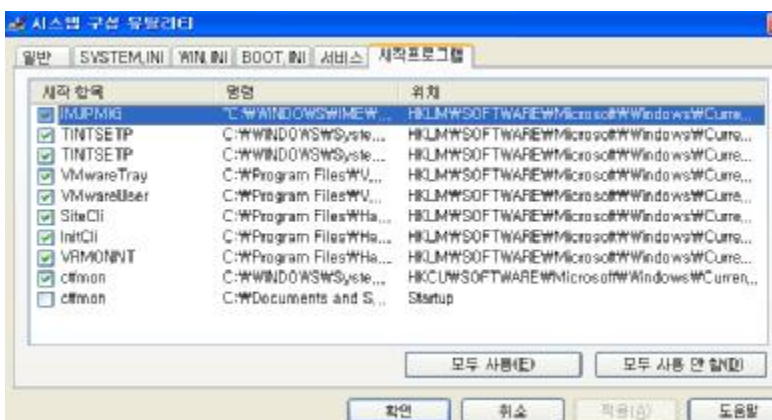 시스템 구성 유틸리티
일반 SYSTEM.INI WIN.INI BOOT.INI 서비스 시작프로그램
시작 항목 명령 위치
IMJPMIG "C:₩WINDOWS₩IME₩... HKLM₩SOFTWARE₩Microsoft₩Windows₩Curre...
TINTSETP C:₩WINDOWS₩Syste... HKLM₩SOFTWARE₩Microsoft₩Windows₩Curre...
TINTSETP C:₩WINDOWS₩Syste... HKLM₩SOFTWARE₩Microsoft₩Windows₩Curre...
VMwareTray C:₩Program Files₩V... HKLM₩SOFTWARE₩Microsoft₩Windows₩Curre...
VMwareUser C:₩Program Files₩V... HKLM₩SOFTWARE₩Microsoft₩Windows₩Curre...
SiteCli C:₩Program Files₩Ha... HKLM₩SOFTWARE₩Microsoft₩Windows₩Curre...
InitCli C:₩Program Files₩Ha... HKLM₩SOFTWARE₩Microsoft₩Windows₩Curre...
VRMONNT C:₩Program Files₩Ha... HKLM₩SOFTWARE₩Microsoft₩Windows₩Curre...
ctfmon C:₩WINDOWS₩Syste... HKCU₩SOFTWARE₩Microsoft₩Windows₩Curren...
ctfmon C:₩Documents and S... Startup
모두 사용(E) 모두 사용 안 함(D)
확인 취소 적용(A) 도움말